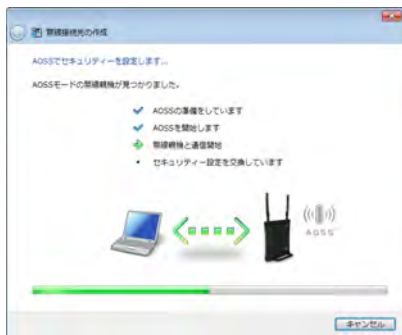 無線接続先の作成
AOSSでセキュリティーを設定します...
AOSSモードの無線親機が見つかりました。
AOSSの準備をしています
AOSSを開始します
無線親機と通信開始
セキュリティー設定を交換しています
AOSS
キャンセル